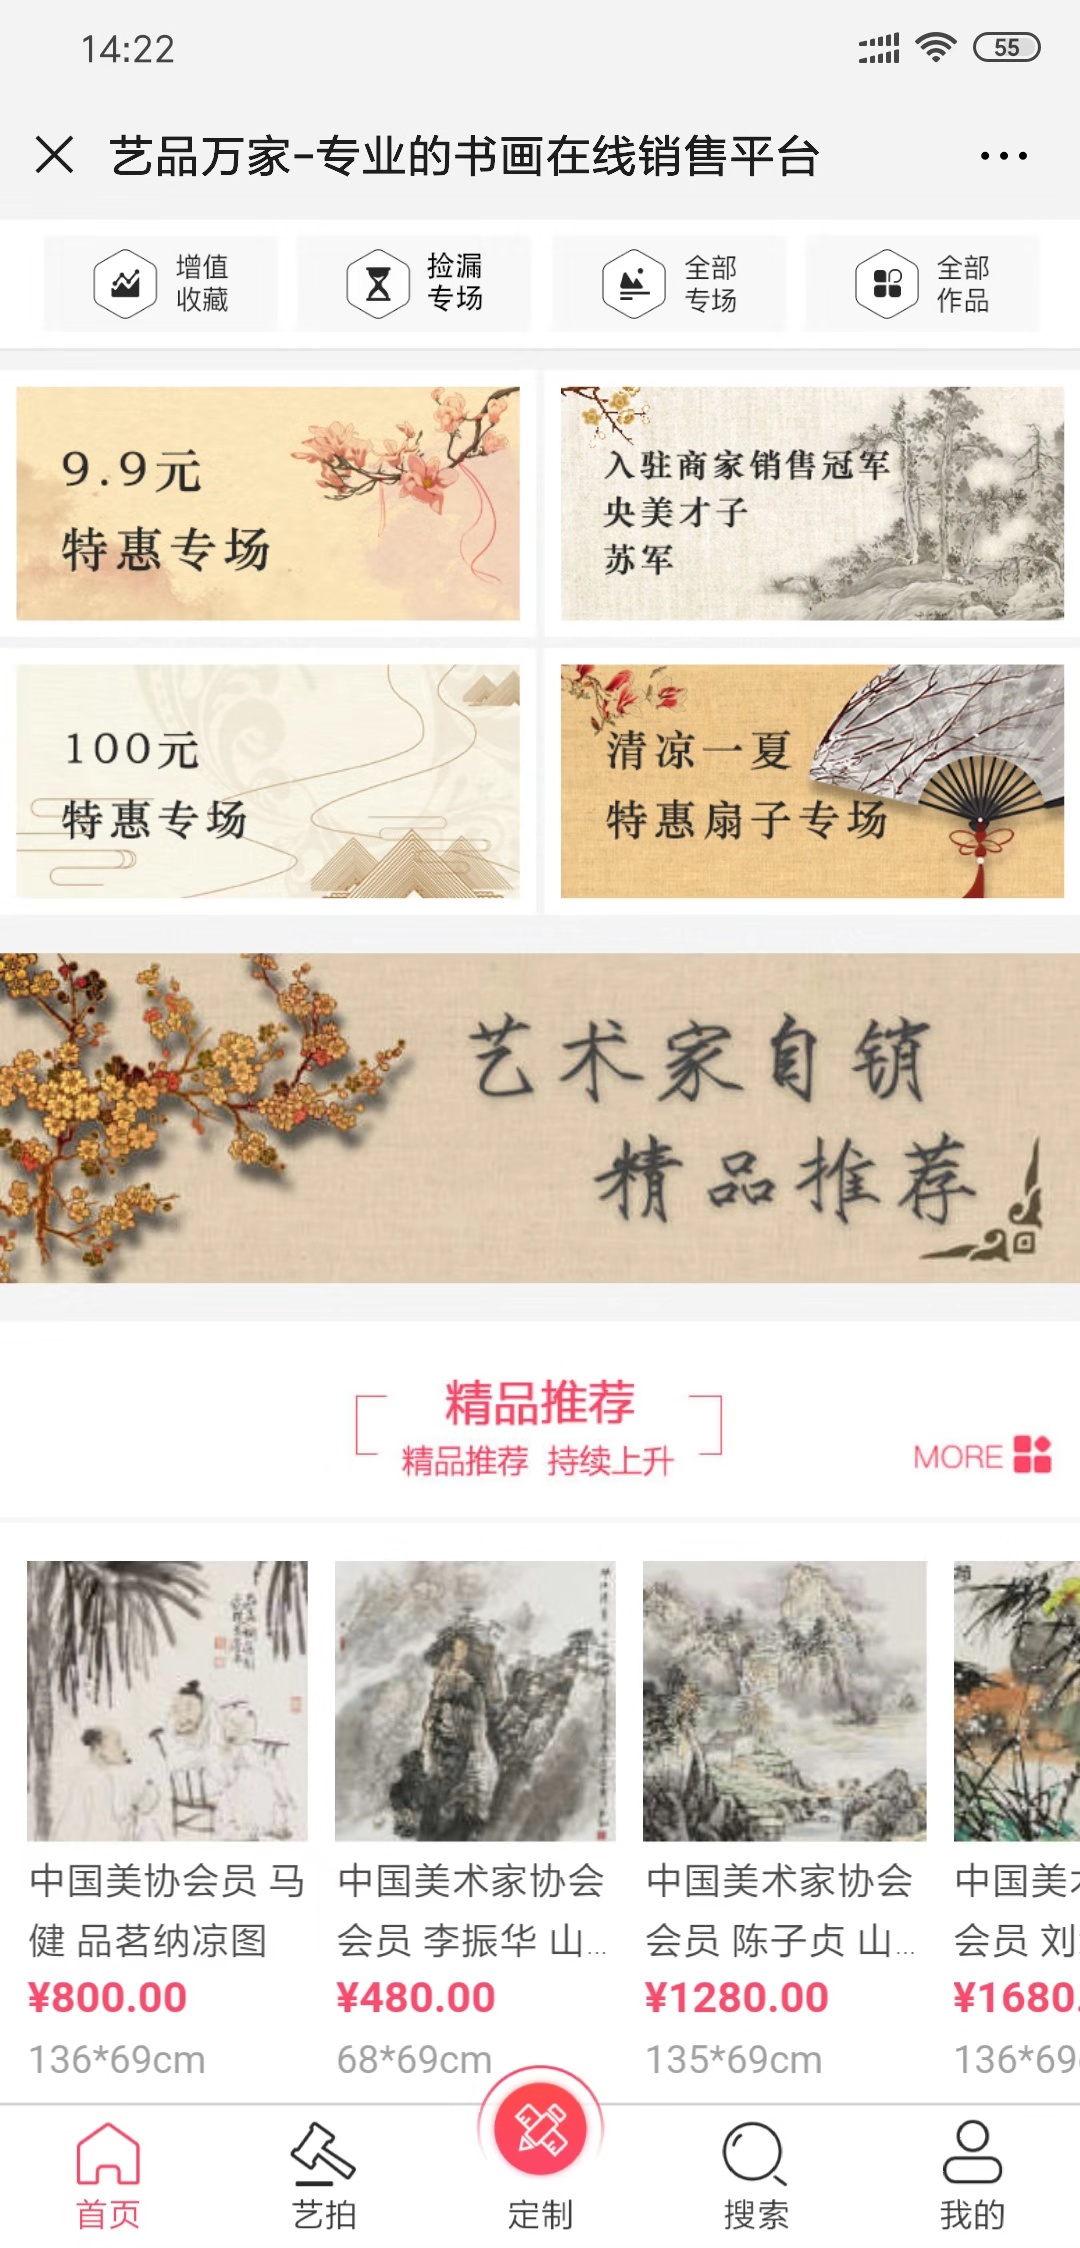 14:22
55
艺品万家-专业的书画在线销售平台
增值
收藏
捡漏
专场
全部
专场
全部
作品
9.9元
特惠专场
入驻商家销售冠军
央美才子
苏军
100元
特惠专场
清凉一夏
特惠扇子专场
艺术家自销
精品推荐
精品推荐
精品推荐 持续上升
MORE
中国美协会员 马
健 品茗纳凉图
¥800.00
136*69cm
中国美术家协会
会员 李振华 山...
¥480.00
68*69cm
中国美术家协会
会员 陈子贞 山...
¥1280.00
135*69cm
中国美
会员 刘
¥1680.
136*69
首页
艺拍
定制
搜索
我的